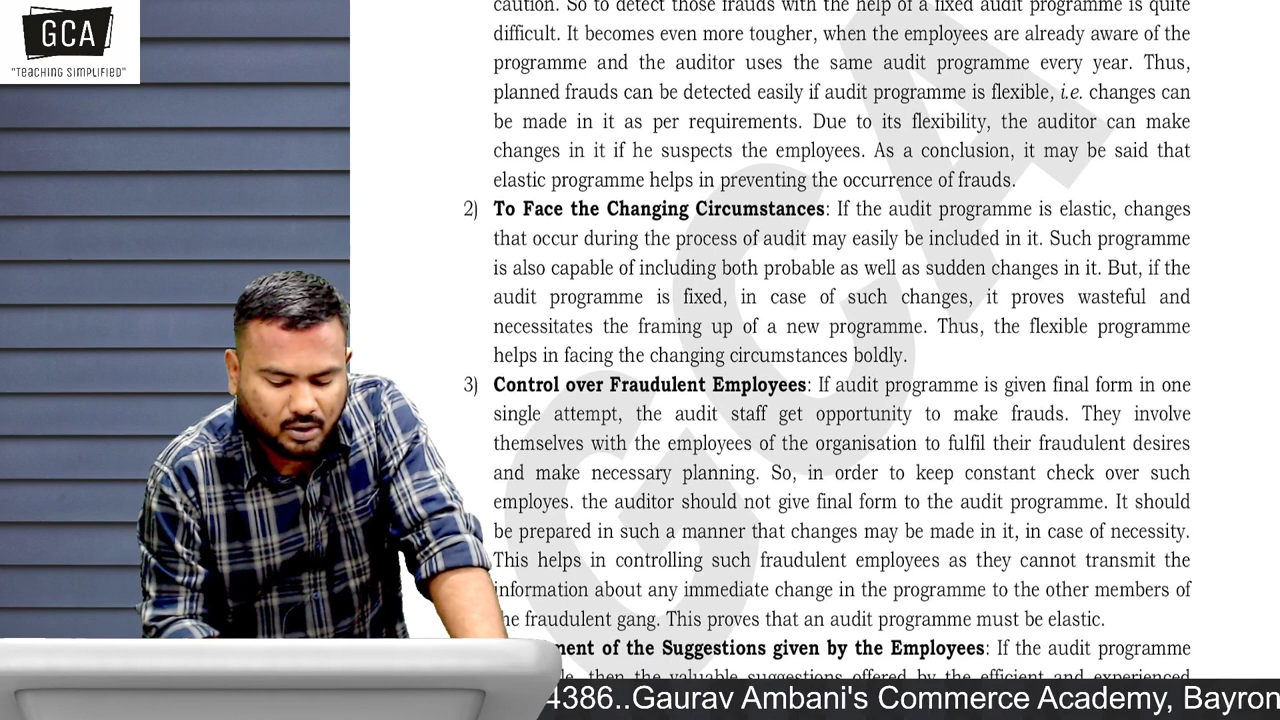 GCA
"TEACHING SIMPLIFIED"
caution. So to detect those frauds with the help of a fixed audit programme is quite
difficult. It becomes even more tougher, when the employees are already aware of the
programme and the auditor uses the same audit programme every year. Thus,
planned frauds can be detected easily if audit programme is flexible, i.e. changes can
be made in it as per requirements. Due to its flexibility, the auditor can make
changes in it if he suspects the employees. As a conclusion, it may be said that
elastic programme helps in preventing the occurrence of frauds.
2) To Face the Changing Circumstances: If the audit programme is elastic, changes
that occur during the process of audit may easily be included in it. Such programme
is also capable of including both probable as well as sudden changes in it. But, if the
audit programme is fixed, in case of such changes, it proves wasteful and
necessitates the framing up of a new programme. Thus, the flexible programme
helps in facing the changing circumstances boldly.
3) Control over Fraudulent Employees: If audit programme is given final form in one
single attempt, the audit staff get opportunity to make frauds. They involve
themselves with the employees of the organisation to fulfil their fraudulent desires
and make necessary planning. So, in order to keep constant check over such
employes. the auditor should not give final form to the audit programme. It should
be prepared in such a manner that changes may be made in it, in case of necessity.
This helps in controlling such fraudulent employees as they cannot transmit the
information about any immediate change in the programme to the other members of
the fraudulent gang. This proves that an audit programme must be elastic.
of the Suggestions given by the Employees: If the audit programme
then the valuable suggestions offered by the efficient and experienced
4386..Gaurav Ambani's Commerce Academy, Bayron
GCA